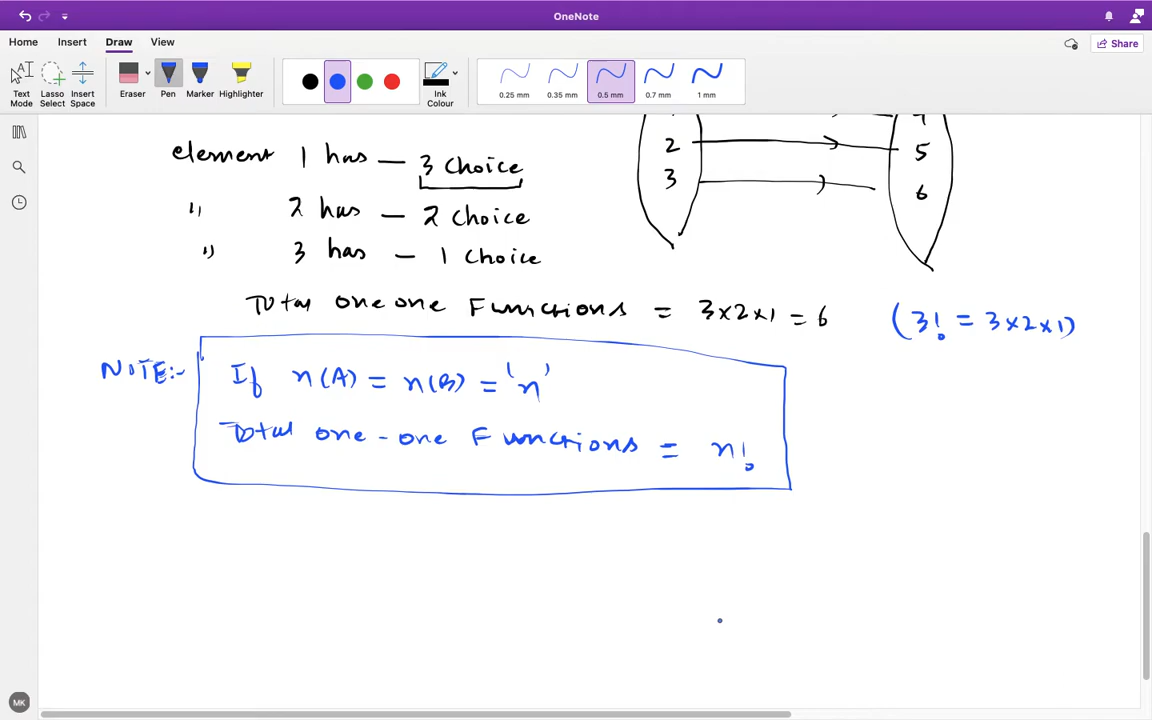 OneNote
Home Insert Draw View
Share
Text Mode
Lasso Select
Insert Space
Eraser
Pen
Marker
Highlighter
Ink Colour
0.25 mm
0.35 mm
0.5 mm
0.7 mm
1 mm
element 1 has — 3 Choice
" 2 has — 2 Choice
" 3 has — 1 Choice
2
3
5
6
Total one one Functions = 3×2×1 = 6 (3! = 3×2×1)
NOTE:- If n(A) = n(B) = 'n'
Total one-one Functions = n!
MK